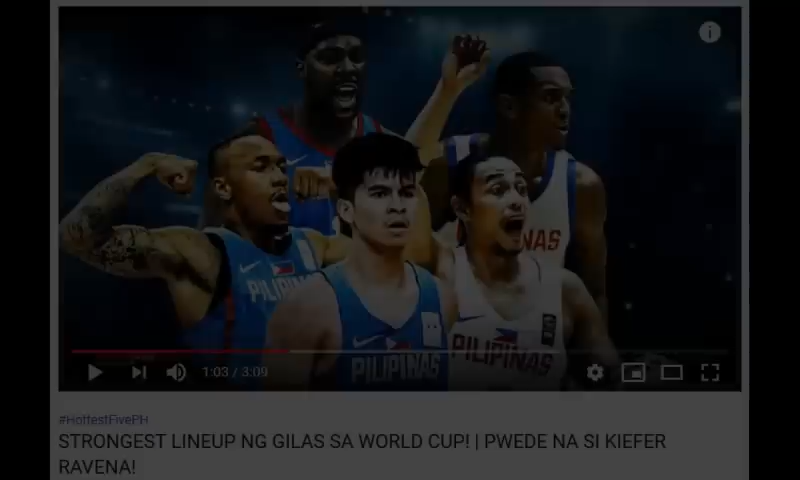 PILIPINAS
NAS
PILIPINAS
1:03 / 3:09
#HottestFivePH
STRONGEST LINEUP NG GILAS SA WORLD CUP! | PWEDE NA SI KIEFER
RAVENA!